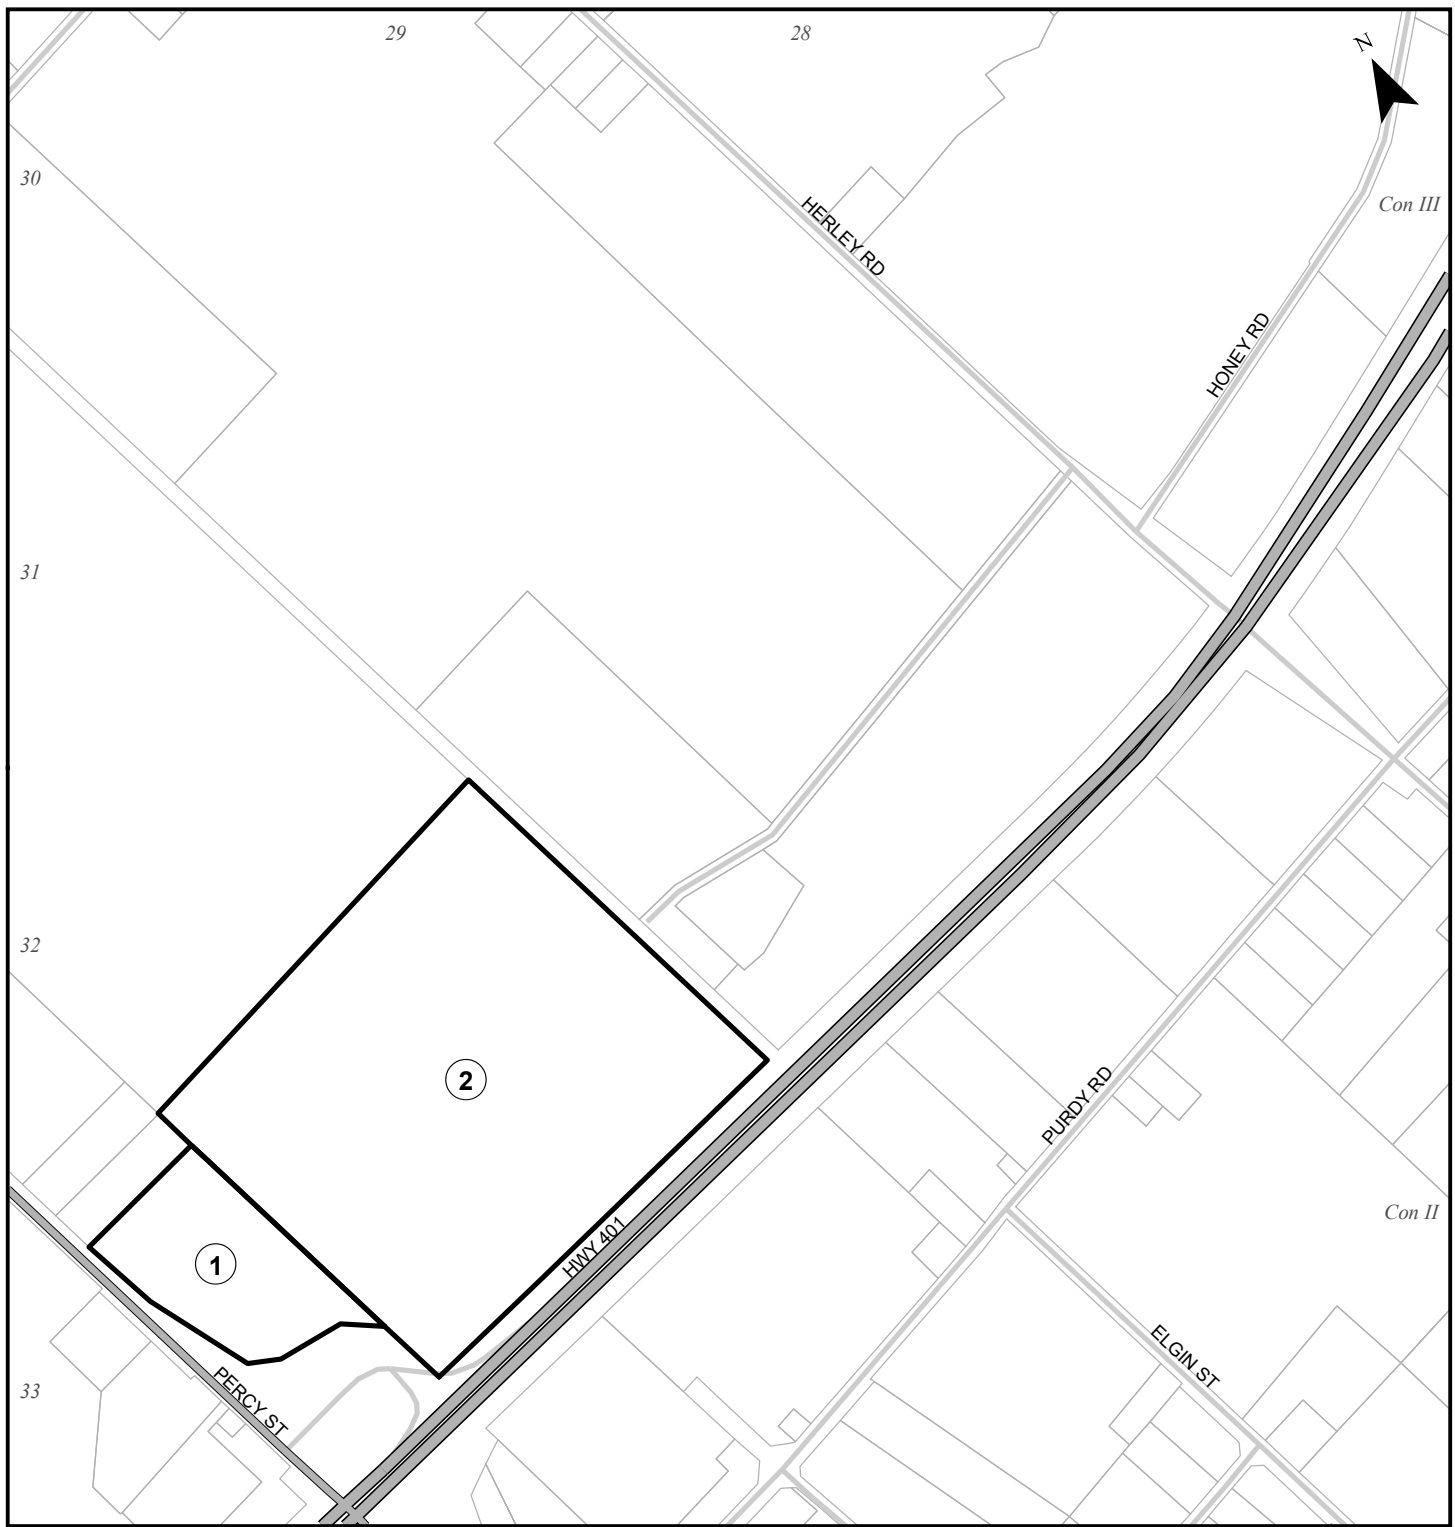 29
28
N
30
Con III
HERLEY RD
HONEY RD
31
32
2
PURDY RD
Con II
HWY 401
1
ELGIN ST
PERCY ST
33